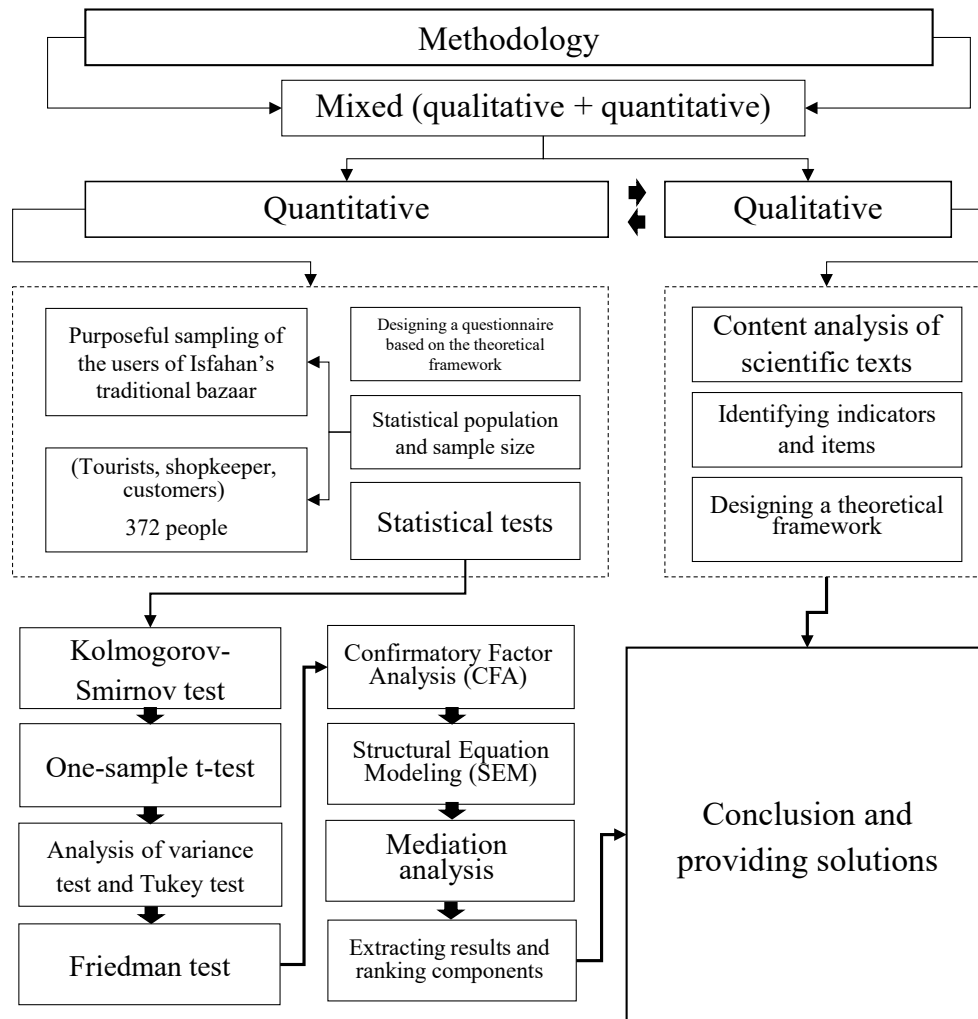 Methodology
Mixed (qualitative + quantitative)
Quantitative
Qualitative
Purposeful sampling of
the users of Isfahan’s
traditional bazaar
(Tourists, shopkeeper,
customers)
372 people
Designing a questionnaire
based on the theoretical
framework
Statistical population
and sample size
Statistical tests
Content analysis of
scientific texts
Identifying indicators
and items
Designing a theoretical
framework
Kolmogorov-
Smirnov test
One-sample t-test
Analysis of variance
test and Tukey test
Friedman test
Confirmatory Factor
Analysis (CFA)
Structural Equation
Modeling (SEM)
Mediation
analysis
Extracting results and
ranking components
Conclusion and
providing solutions